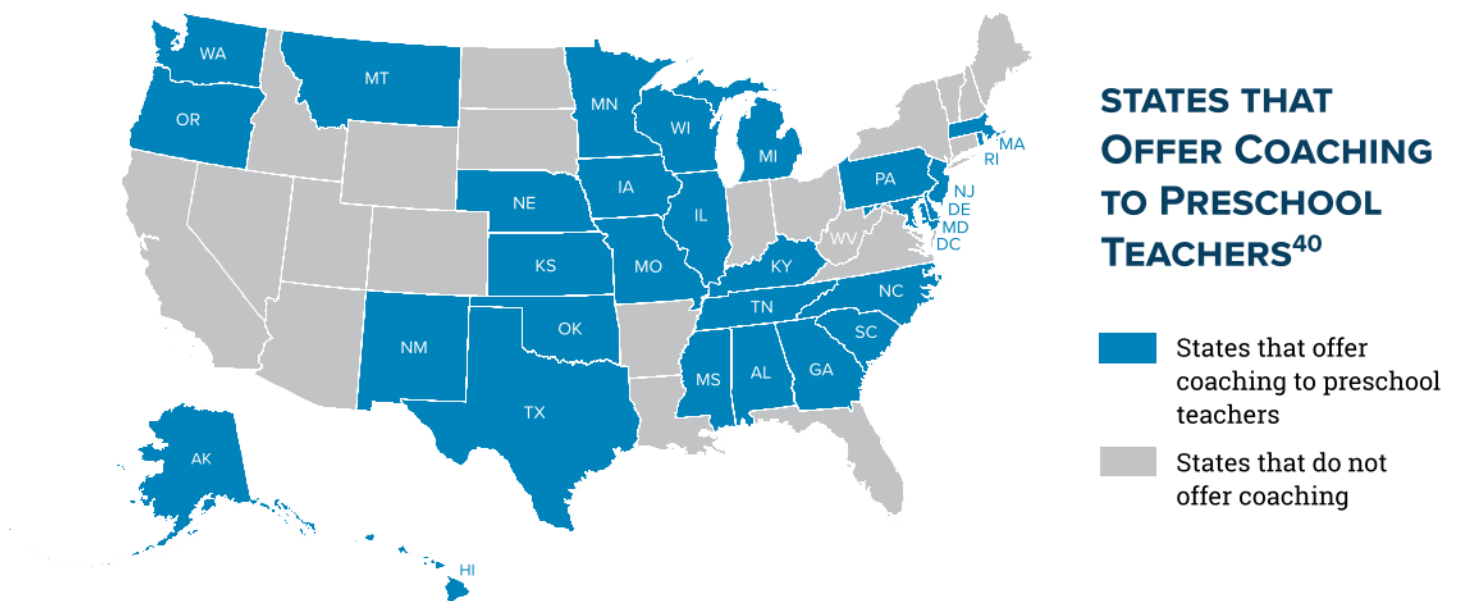 WA
MT
OR
MN
WI
MI
MA
RI
PA
IA
NE
NJ
DE
IL
MD
DC
WV
KS
MO
KY
NC
TN
OK
SC
NM
MS
AL
GA
TX
AK
HI
STATES THAT
OFFER COACHING
TO PRESCHOOL
TEACHERS⁴⁰
States that offer
coaching to preschool
teachers
States that do not
offer coaching